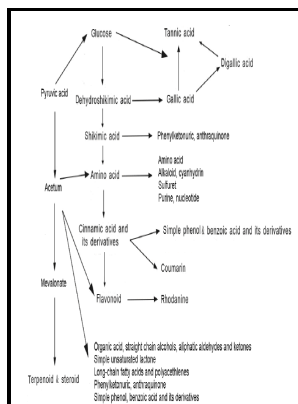 Glucose
Tannic acid
Digallic acid
Pyruvic acid
Dehydroshikimic acid
Gallic acid
Shikimic acid
Phenylketonuric, anthraquinone
Acetum
Amino acid
Amino acid
Alkaloid, cyanhydrin
Sulfuret
Purine, nucleotide
Cinnamic acid and
its derivatives
Simple phenol & benzoic acid and its derivatives
Coumarin
Mevalonate
Flavonoid
Rhodanine
Organic acid, straight chain alcohols, aliphatic aldehydes and ketones
Simple unsaturated lactone
Long-chain fatty acids and polyacetylenes
Phenylketonuric, anthraquinone
Simple phenol, benzoic acid and its derivatives
Terpenoid & steroid